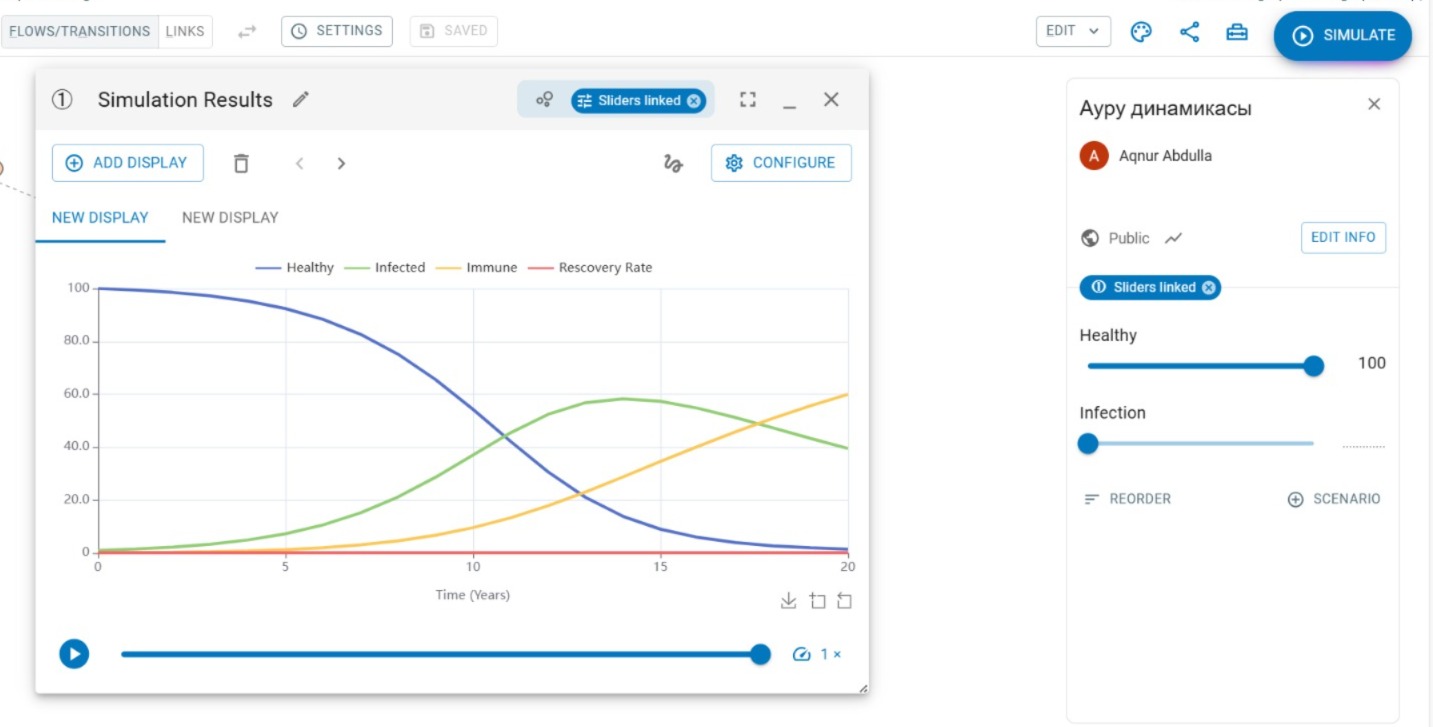 FLOWS/TRANSITIONS LINKS SETTINGS SAVED EDIT SIMULATE
1 Simulation Results Sliders linked
ADD DISPLAY CONFIGURE
NEW DISPLAY NEW DISPLAY
Healthy Infected Immune Rescovery Rate
100
80.0
60.0
40.0
20.0
0
0 5 10 15 20
Time (Years)
1 ×
Ауру динамикасы
A Aqnur Abdulla
Public EDIT INFO
Sliders linked
Healthy
100
Infection
REORDER SCENARIO